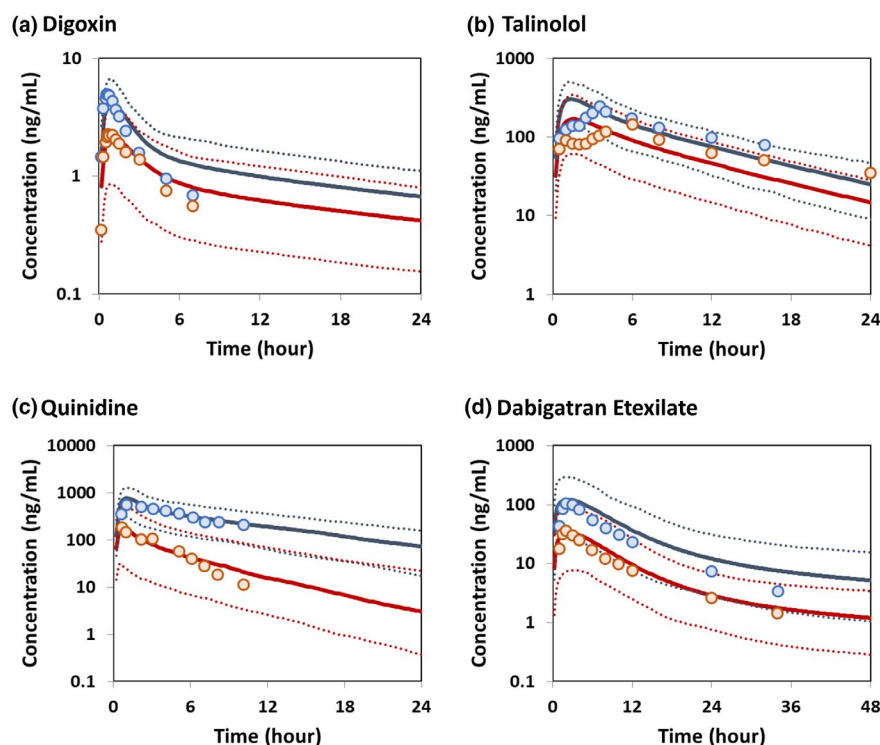 (a) Digoxin
Concentration (ng/mL)
10
1
0.1
0 6 12 18 24
Time (hour)
(b) Talinolol
Concentration (ng/mL)
1000
100
10
1
0 6 12 18 24
Time (hour)
(c) Quinidine
Concentration (ng/mL)
10000
1000
100
10
1
0.1
0 6 12 18 24
Time (hour)
(d) Dabigatran Etexilate
Concentration (ng/mL)
1000
100
10
1
0.1
0 12 24 36 48
Time (hour)